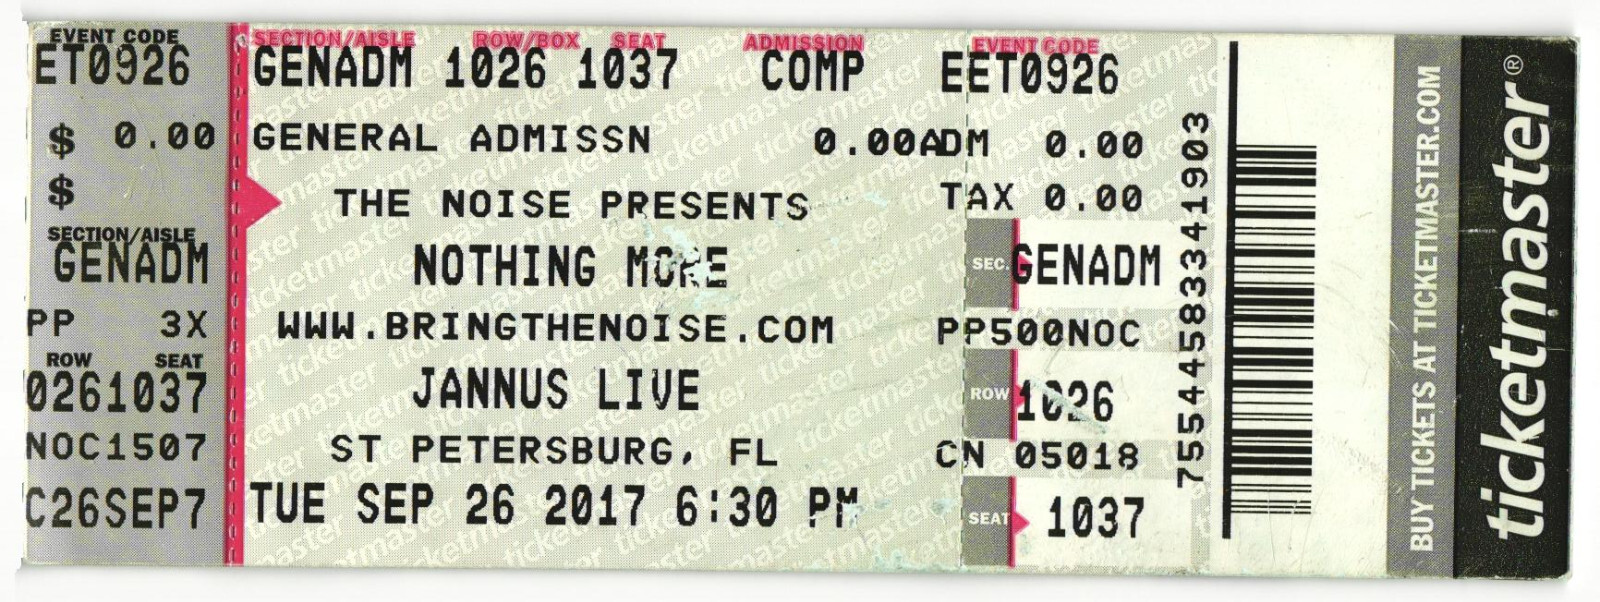 EVENT CODE
ET0926
$ 0.00
$
SECTION/AISLE
GENADM
PP 3X
ROW SEAT
0261037
NOC1507
C26SEP7
SECTION/AISLE ROW/BOX SEAT ADMISSION EVENT CODE
GENADM 1026 1037 COMP EET0926
GENERAL ADMISSN 0.00ADM 0.00
THE NOISE PRESENTS TAX 0.00
NOTHING MORE
SEC. GENADM
WWW.BRINGTHENOISE.COM PP500NOC
JANNUS LIVE
ROW 1026
ST PETERSBURG, FL CN 05018
TUE SEP 26 2017 6:30 PM
SEAT 1037
755445833441903
BUY TICKETS AT TICKETMASTER.COM
ticketmaster®